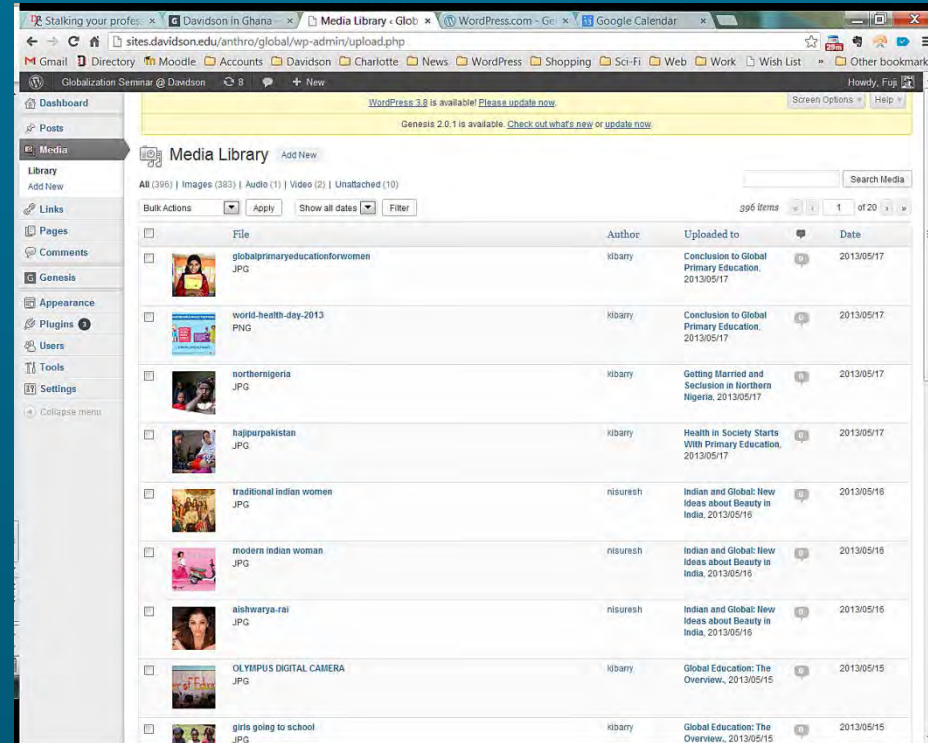 Stalking your profes
Davidson in Ghana
Media Library ‹ Glob
WordPress.com - Ge
Google Calendar
sites.davidson.edu/anthro/global/wp-admin/upload.php
29m
Gmail Directory Moodle Accounts Davidson Charlotte News WordPress Shopping Sci-Fi Web Work Wish List » Other bookmark
Globalization Seminar @ Davidson 8 + New Howdy, Fuji
Dashboard
Posts
Media
Library
Add New
Links
Pages
Comments
Genesis
Appearance
Plugins 3
Users
Tools
Settings
Collapse menu
WordPress 3.8 is available! Please update now.
Screen Options Help
Genesis 2.0.1 is available. Check out what's new or update now.
Media Library Add New
All (396) | Images (383) | Audio (1) | Video (2) | Unattached (10)
Search Media
Bulk Actions Apply Show all dates Filter
396 items « ‹ 1 of 20 › »
File Author Uploaded to Date
globalprimaryeducationforwomen
JPG
kibarry
Conclusion to Global
Primary Education,
2013/05/17
0
2013/05/17
world-health-day-2013
PNG
kibarry
Conclusion to Global
Primary Education,
2013/05/17
0
2013/05/17
northernigeria
JPG
kibarry
Getting Married and
Seclusion in Northern
Nigeria, 2013/05/17
0
2013/05/17
hajipurpakistan
JPG
kibarry
Health in Society Starts
With Primary Education,
2013/05/17
0
2013/05/17
traditional indian women
JPG
nisuresh
Indian and Global: New
Ideas about Beauty in
India, 2013/05/16
0
2013/05/16
modern indian woman
JPG
nisuresh
Indian and Global: New
Ideas about Beauty in
India, 2013/05/16
0
2013/05/16
aishwarya-rai
JPG
nisuresh
Indian and Global: New
Ideas about Beauty in
India, 2013/05/16
0
2013/05/16
OLYMPUS DIGITAL CAMERA
JPG
kibarry
Global Education: The
Overview., 2013/05/15
0
2013/05/15
girls going to school
JPG
kibarry
Global Education: The
Overview., 2013/05/15
0
2013/05/15